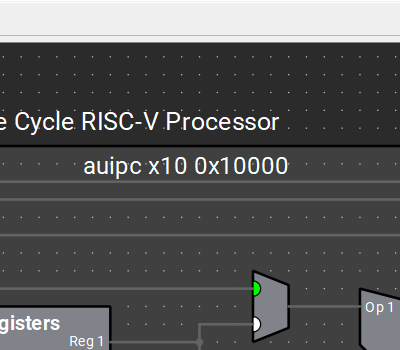 e Cycle RISC-V Processor
auipc x10 0x10000
Op 1
gisters
Reg 1